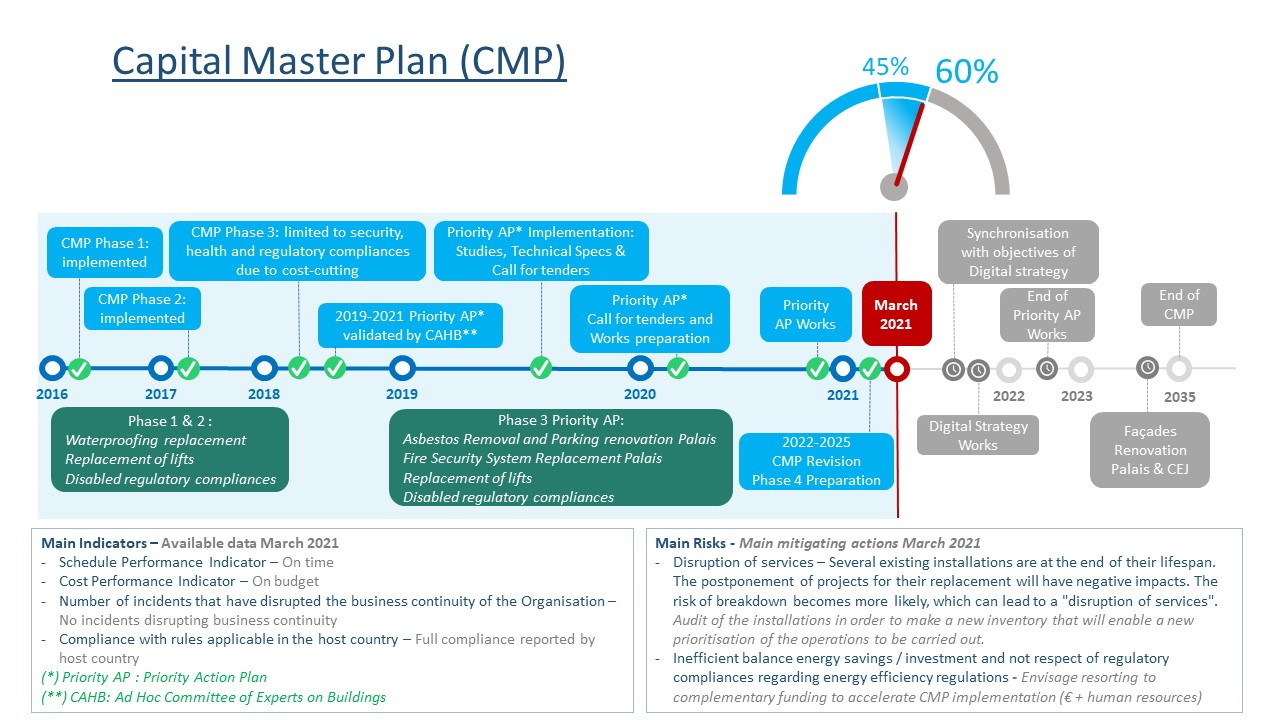 Capital Master Plan (CMP)
45%
60%
CMP Phase 1:
implemented
CMP Phase 3: limited to security,
health and regulatory compliances
due to cost-cutting
Priority AP* Implementation:
Studies, Technical Specs &
Call for tenders
Synchronisation
with objectives of
Digital strategy
CMP Phase 2:
implemented
2019-2021 Priority AP*
validated by CAHB**
Priority AP*
Call for tenders and
Works preparation
Priority
AP Works
March
2021
End of
Priority AP
Works
End of
CMP
2016
2017
2018
2019
2020
2021
2022
2023
2035
Phase 1 & 2 :
Waterproofing replacement
Replacement of lifts
Disabled regulatory compliances
Phase 3 Priority AP:
Asbestos Removal and Parking renovation Palais
Fire Security System Replacement Palais
Replacement of lifts
Disabled regulatory compliances
2022-2025
CMP Revision
Phase 4 Preparation
Digital Strategy
Works
Façades
Renovation
Palais & CEJ
Main Indicators – Available data March 2021
- Schedule Performance Indicator – On time
- Cost Performance Indicator – On budget
- Number of incidents that have disrupted the business continuity of the Organisation –
No incidents disrupting business continuity
- Compliance with rules applicable in the host country – Full compliance reported by
host country
(*) Priority AP : Priority Action Plan
(**) CAHB: Ad Hoc Committee of Experts on Buildings
Main Risks - Main mitigating actions March 2021
- Disruption of services – Several existing installations are at the end of their lifespan.
The postponement of projects for their replacement will have negative impacts. The
risk of breakdown becomes more likely, which can lead to a "disruption of services".
Audit of the installations in order to make a new inventory that will enable a new
prioritisation of the operations to be carried out.
- Inefficient balance energy savings / investment and not respect of regulatory
compliances regarding energy efficiency regulations - Envisage resorting to
complementary funding to accelerate CMP implementation (€ + human resources)